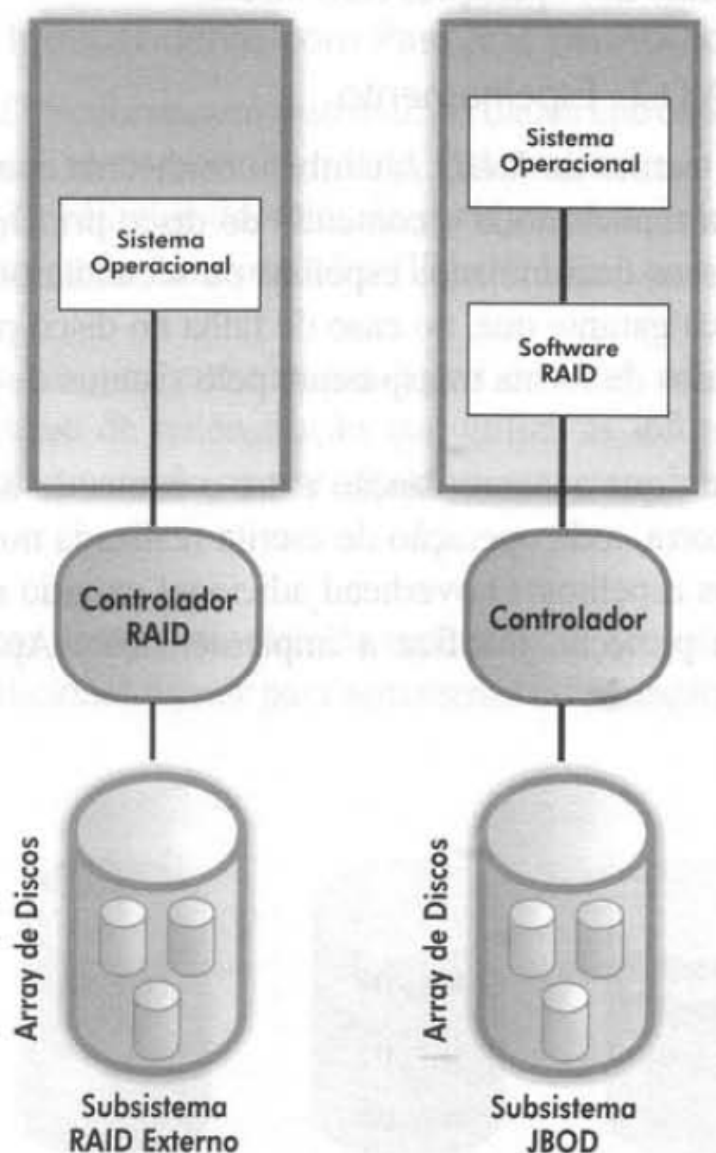 Sistema
Operacional
Controlador
RAID
Array de Discos
Subsistema
RAID Externo
Sistema
Operacional
Software
RAID
Controlador
Array de Discos
Subsistema
JBOD